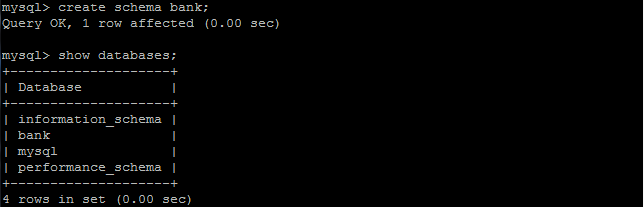 mysql> create schema bank;
Query OK, 1 row affected (0.00 sec)
mysql> show databases;
+--------------------+
| Database           |
+--------------------+
| information_schema |
| bank               |
| mysql              |
| performance_schema |
+--------------------+
4 rows in set (0.00 sec)